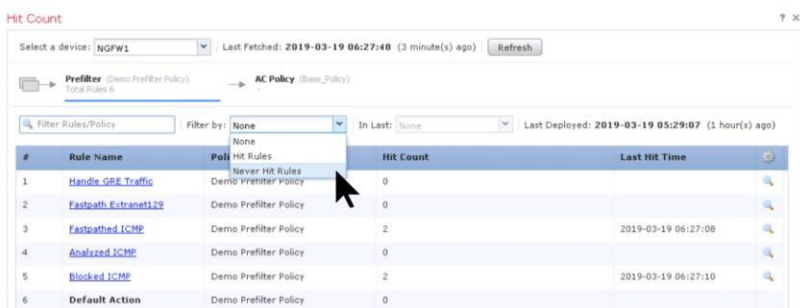 Hit Count ? ×
Select a device: NGFW1 Last Fetched: 2019-03-19 06:27:48 (3 minute(s) ago) Refresh
Prefilter (Demo Prefilter Policy) AC Policy (Base_Policy)
Total Rules 6 -
Filter Rules/Policy Filter by: None In Last: None Last Deployed: 2019-03-19 05:29:07 (1 hour(s) ago)
None
Hit Rules
Never Hit Rules
# Rule Name Poli Hit Count Last Hit Time
1 Handle GRE Traffic Demo Prefilter Policy 0
2 Fastpath Extranet129 Demo Prefilter Policy 0
3 Fastpathed ICMP Demo Prefilter Policy 2 2019-03-19 06:27:08
4 Analyzed ICMP Demo Prefilter Policy 0
5 Blocked ICMP Demo Prefilter Policy 2 2019-03-19 06:27:10
6 Default Action Demo Prefilter Policy 0